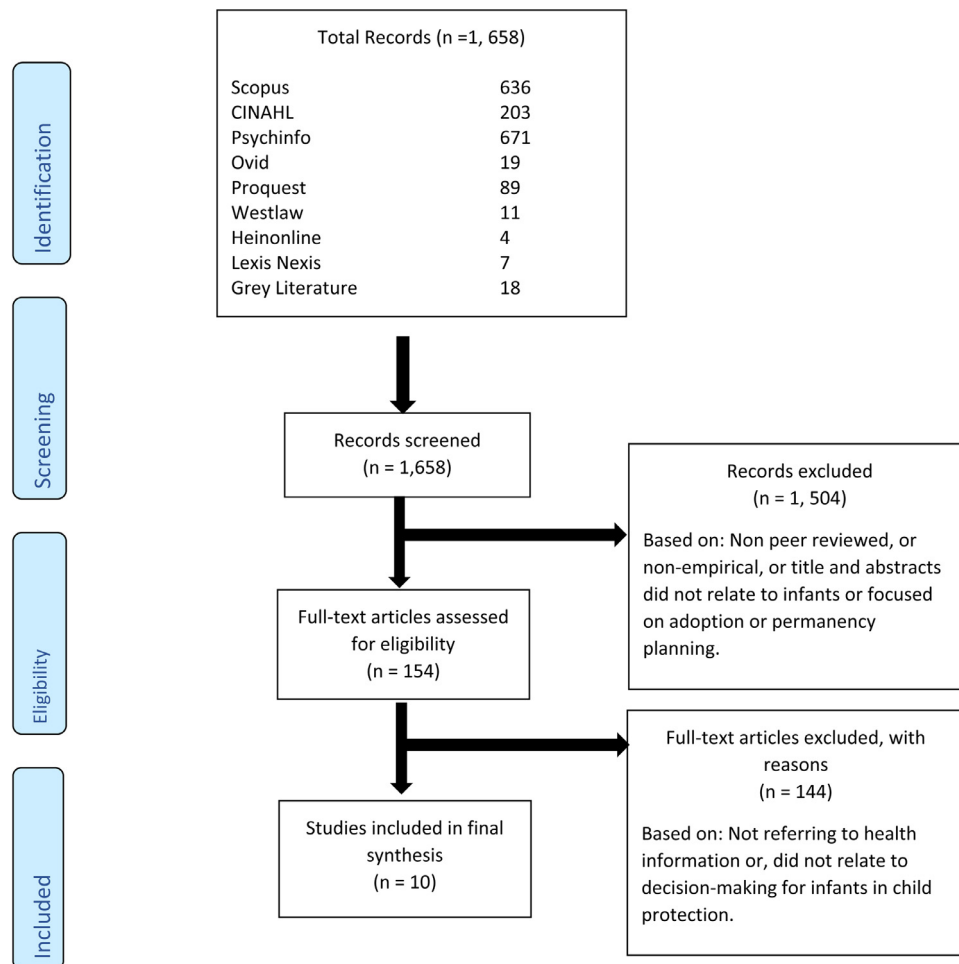 Identification
Total Records (n =1, 658)
Scopus 636
CINAHL 203
Psychinfo 671
Ovid 19
Proquest 89
Westlaw 11
Heinonline 4
Lexis Nexis 7
Grey Literature 18
Screening
Records screened
(n = 1,658)
Records excluded
(n = 1, 504)
Based on: Non peer reviewed, or
non-empirical, or title and abstracts
did not relate to infants or focused
on adoption or permanency
planning.
Eligibility
Full-text articles assessed
for eligibility
(n = 154)
Full-text articles excluded, with
reasons
(n = 144)
Based on: Not referring to health
information or, did not relate to
decision-making for infants in child
protection.
Included
Studies included in final
synthesis
(n = 10)